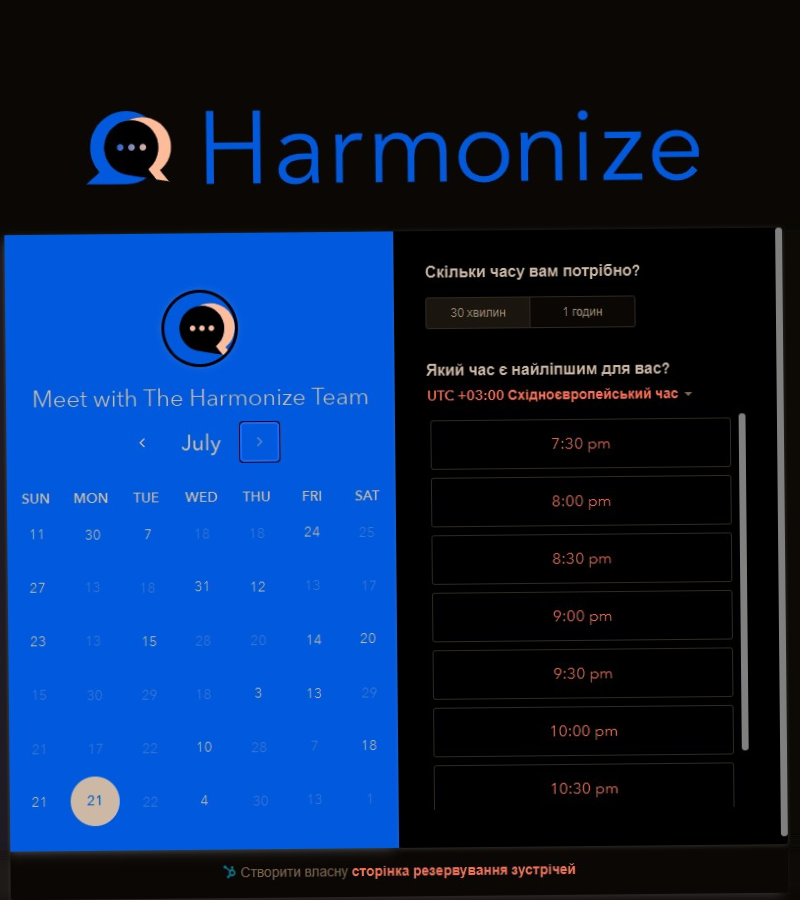 Harmonize
Meet with The Harmonize Team
July
SUN MON TUE WED THU FRI SAT
11 30 7 18 18 24 25
27 13 18 31 12 13 17
23 13 15 28 20 14 20
15 30 29 18 3 13 29
21 17 22 10 28 7 18
21 21 22 4 30 13 1
Скільки часу вам потрібно?
30 хвилин 1 годин
Який час є найліпшим для вас?
UTC +03:00 Східноєвропейський час
7:30 pm
8:00 pm
8:30 pm
9:00 pm
9:30 pm
10:00 pm
10:30 pm
Створити власну сторінка резервування зустрічей